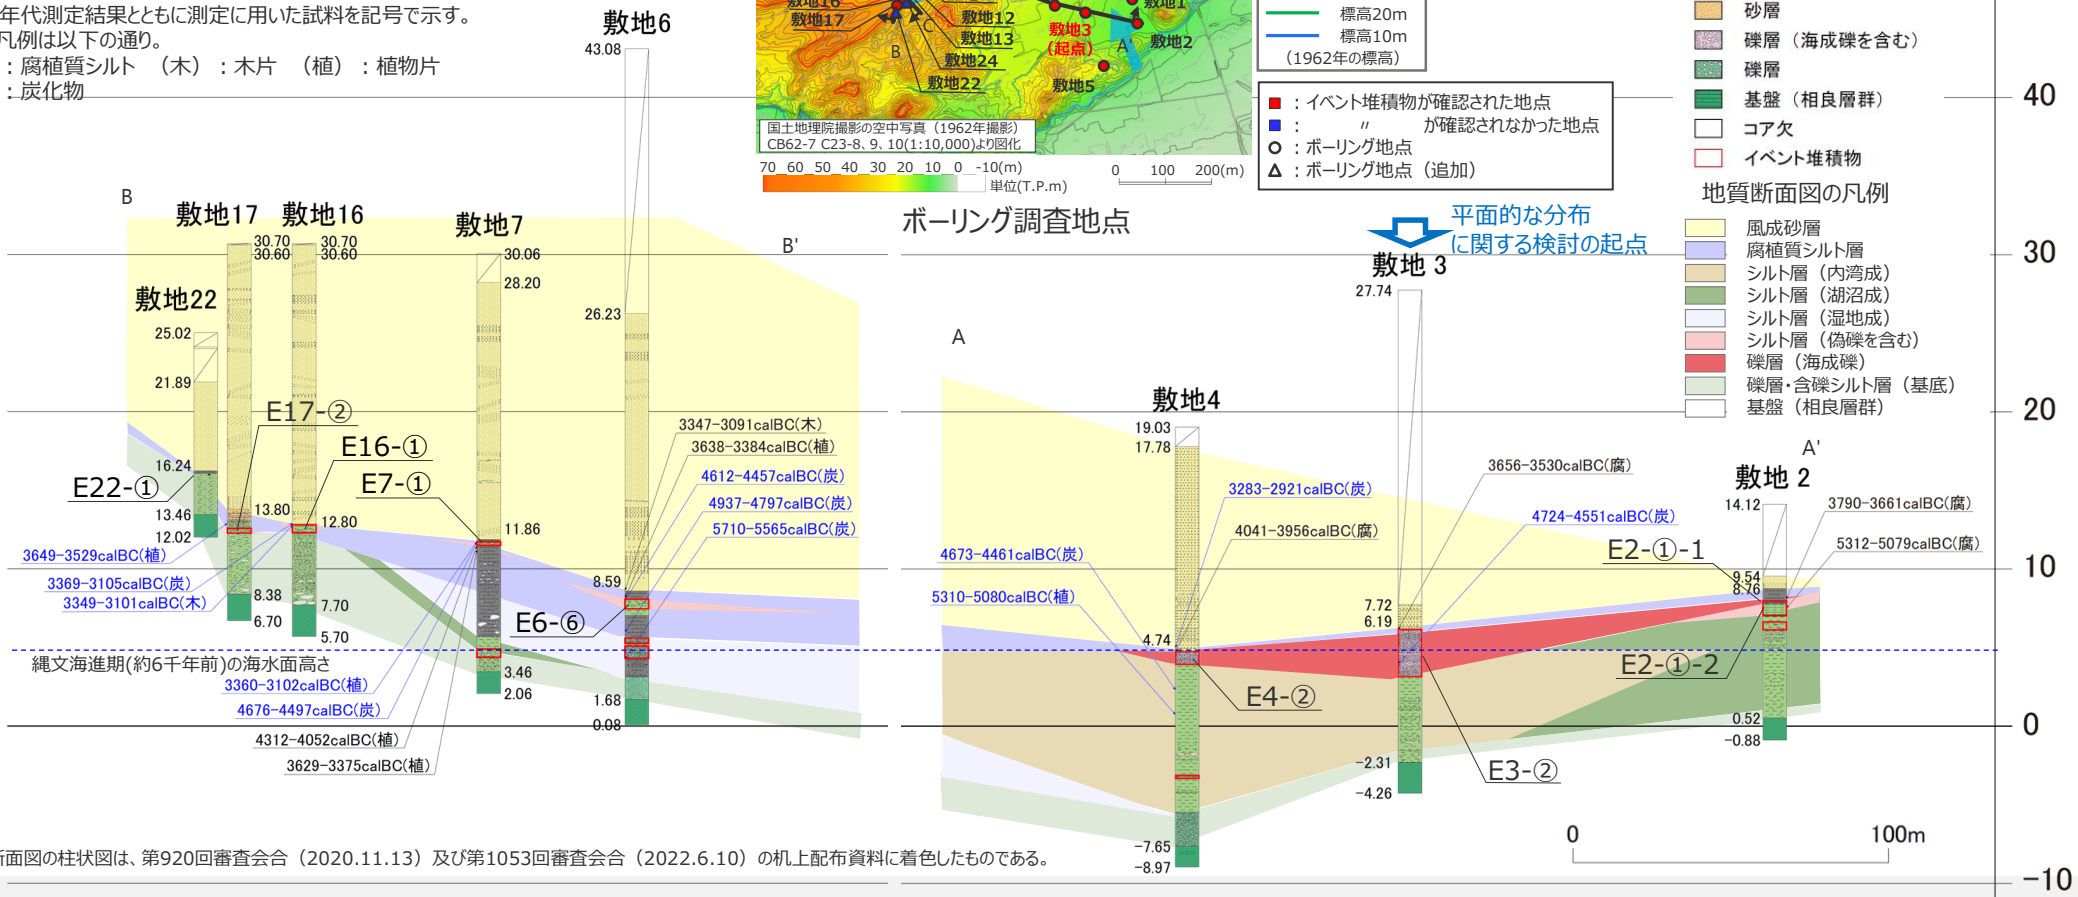 年代測定結果とともに測定に用いた試料を記号で示す。
凡例は以下の通り。
：腐植質シルト （木）：木片 （植）：植物片
：炭化物
敷地6
43.08
26.23
8.59
1.68
0.08
敷地16
敷地17
敷地12
敷地13
敷地24
敷地22
B
C
敷地3
(起点)
敷地1
敷地2
A'
敷地5
国土地理院撮影の空中写真（1962年撮影）
CB62-7 C23-8、9、10(1:10,000)より図化
70 60 50 40 30 20 10 0 -10(m)
単位(T.P.m)
0 100 200(m)
標高20m
標高10m
(1962年の標高)
：イベント堆積物が確認された地点
： 〃 が確認されなかった地点
：ボーリング地点
：ボーリング地点（追加）
砂層
礫層（海成礫を含む）
礫層
基盤（相良層群）
コア欠
イベント堆積物
地質断面図の凡例
風成砂層
腐植質シルト層
シルト層（内湾成）
シルト層（湖沼成）
シルト層（湿地成）
シルト層（偽礫を含む）
礫層（海成礫）
礫層・含礫シルト層（基底）
基盤（相良層群）
40
30
20
10
0
-10
ボーリング調査地点
平面的な分布
に関する検討の起点
B
B'
敷地17
30.70
30.60
13.80
8.38
6.70
敷地16
30.70
30.60
12.80
7.70
5.70
敷地7
30.06
28.20
11.86
3.46
2.06
敷地22
25.02
21.89
16.24
13.46
12.02
E17-②
E16-①
E7-①
E22-①
E6-⑥
3649-3529calBC(植)
3369-3105calBC(炭)
3349-3101calBC(木)
縄文海進期(約6千年前)の海水面高さ
3360-3102calBC(植)
4676-4497calBC(炭)
4312-4052calBC(植)
3629-3375calBC(植)
3347-3091calBC(木)
3638-3384calBC(植)
4612-4457calBC(炭)
4937-4797calBC(炭)
5710-5565calBC(炭)
A
A'
敷地4
19.03
17.78
4.74
-7.65
-8.97
敷地3
27.74
7.72
6.19
-2.31
-4.26
敷地2
14.12
9.54
8.76
0.52
-0.88
3283-2921calBC(炭)
4041-3956calBC(腐)
4673-4461calBC(炭)
5310-5080calBC(植)
3656-3530calBC(腐)
4724-4551calBC(炭)
3790-3661calBC(腐)
5312-5079calBC(腐)
E2-①-1
E2-①-2
E4-②
E3-②
0 100m
断面図の柱状図は、第920回審査会合（2020.11.13）及び第1053回審査会合（2022.6.10）の机上配布資料に着色したものである。